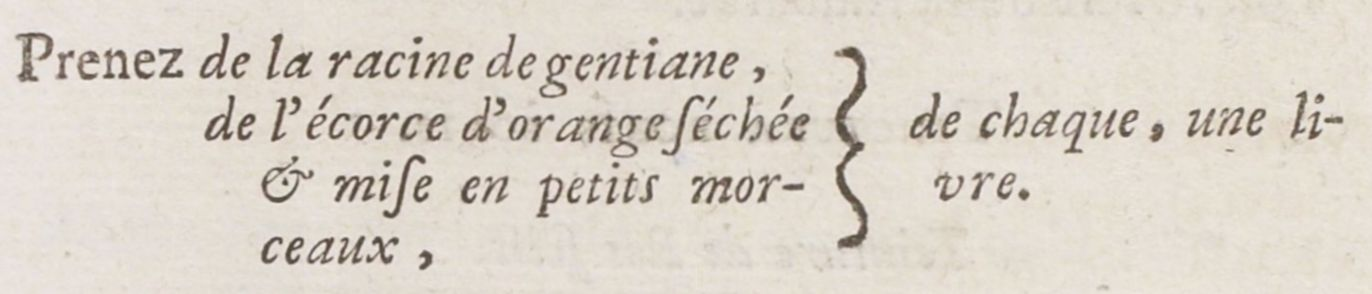 Prenez de la racine de gentiane,
de l'écorce d'orange ſéchée
& miſe en petits mor-
ceaux,
de chaque, une li-
vre.